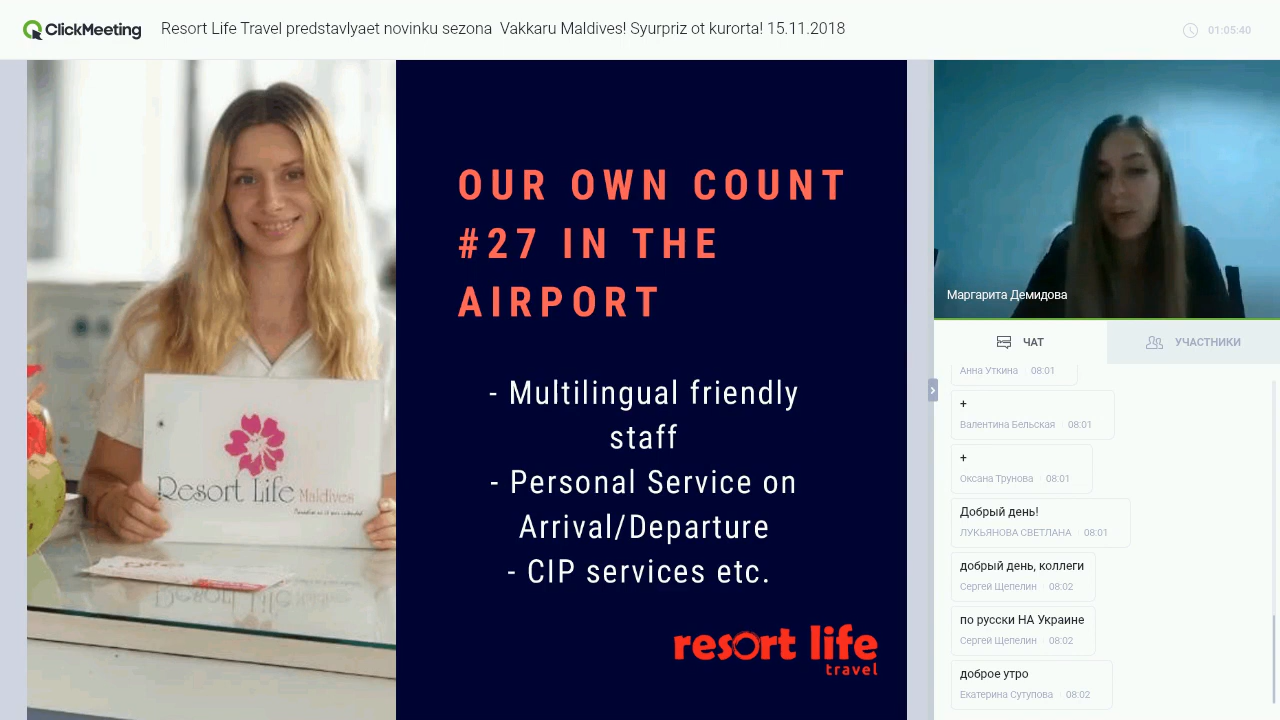 ClickMeeting
Resort Life Travel predstavlyaet novinku sezona  Vakkaru Maldives! Syurpriz ot kurorta! 15.11.2018
01:05:40
OUR OWN COUNT
#27 IN THE
AIRPORT
- Multilingual friendly
staff
- Personal Service on
Arrival/Departure
- CIP services etc.
resort life
travel
Resort Life Maldives
Маргарита Демидова
ЧАТ
УЧАСТНИКИ
Анна Уткина 08:01
+
Валентина Бельская 08:01
+
Оксана Трунова 08:01
Добрый день!
ЛУКЬЯНОВА СВЕТЛАНА 08:01
добрый день, коллеги
Сергей Щепелин 08:02
по русски НА Украине
Сергей Щепелин 08:02
доброе утро
Екатерина Сутупова 08:02